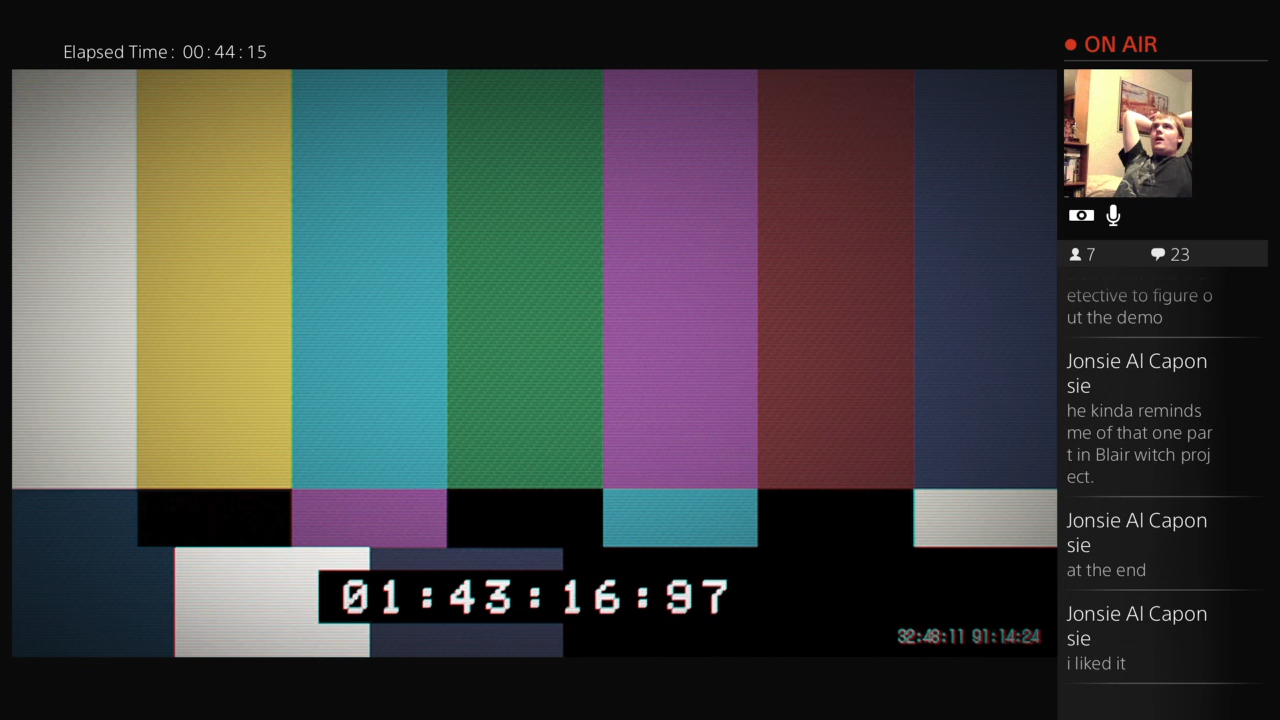 Elapsed Time: 00:44:15
ON AIR
7 23
etective to figure o
ut the demo
Jonsie Al Capon
sie
he kinda reminds
me of that one par
t in Blair witch proj
ect.
Jonsie Al Capon
sie
at the end
Jonsie Al Capon
sie
i liked it
01:43:16:97
32:48:11 91:14:24